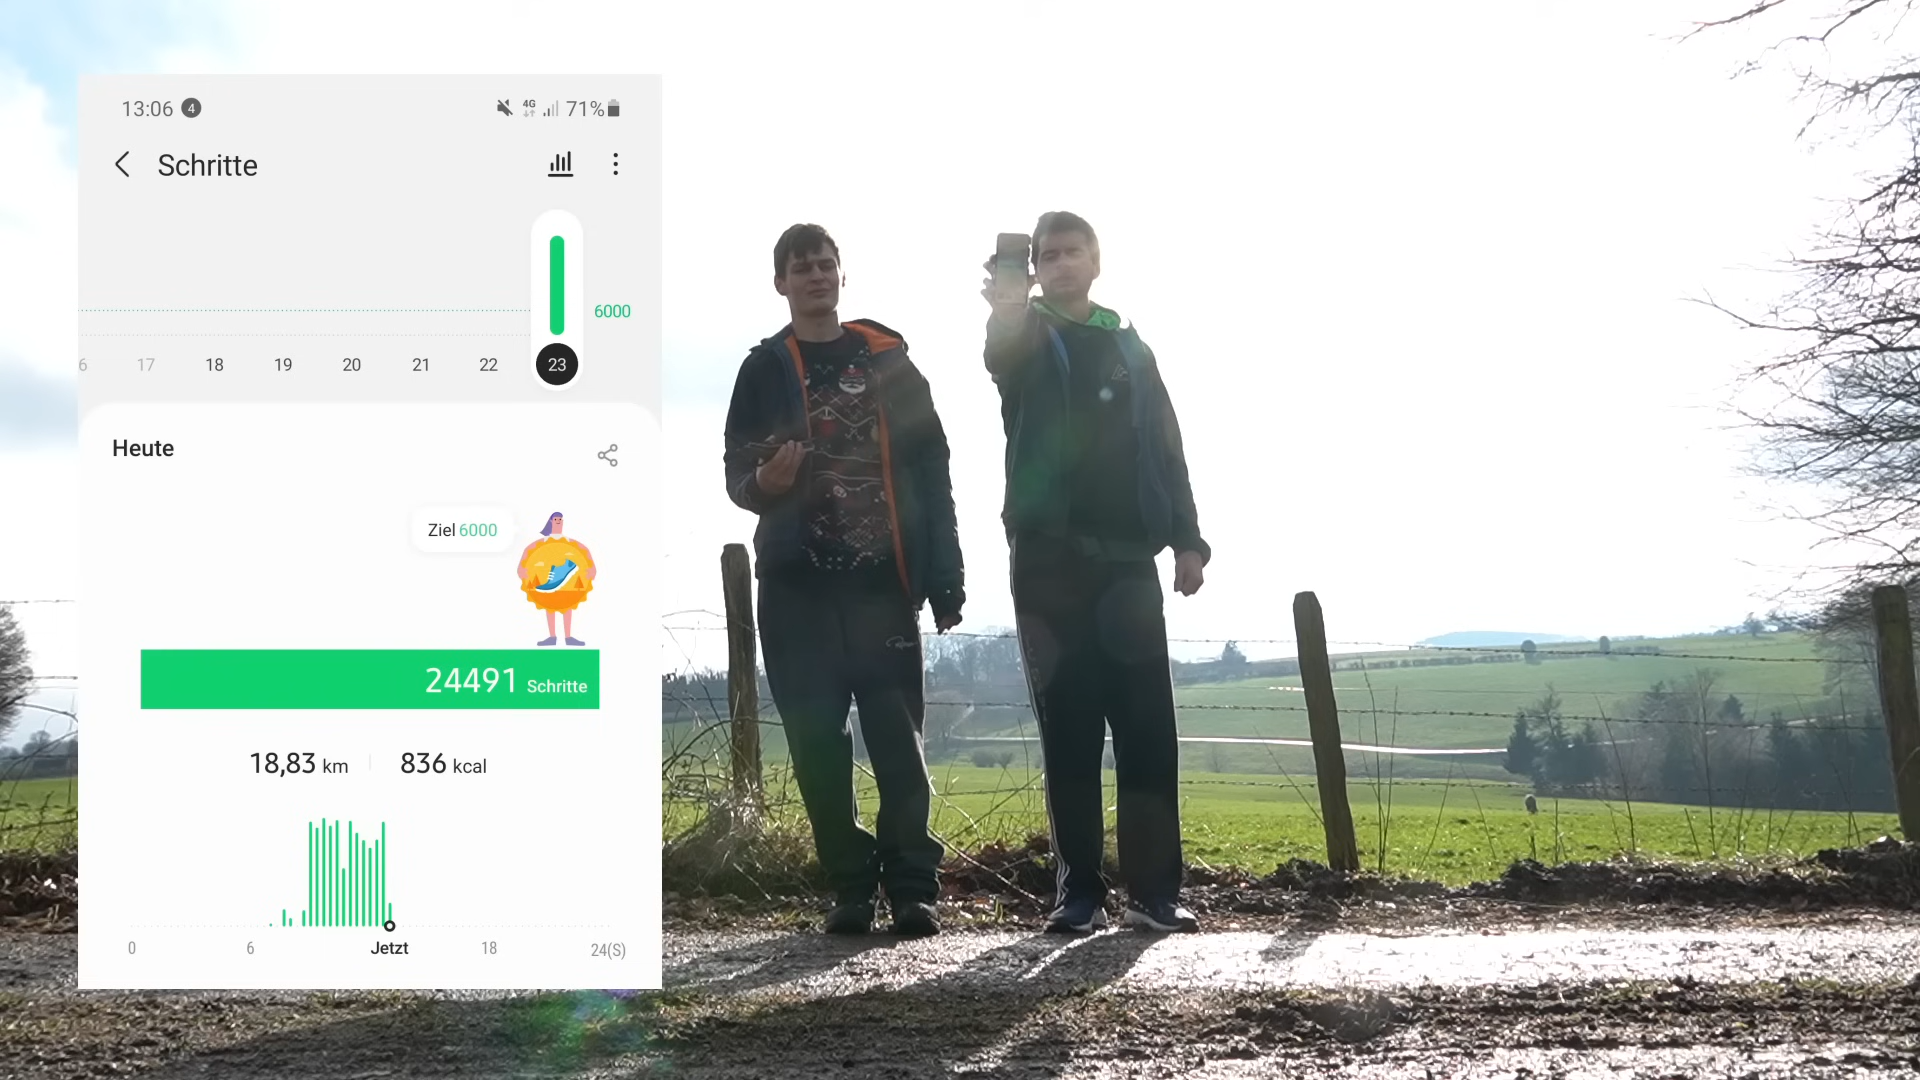 13:06 4
4G 71%
Schritte
6000
6 17 18 19 20 21 22 23
Heute
Ziel 6000
24491 Schritte
18,83 km 836 kcal
0 6 Jetzt 18 24(S)